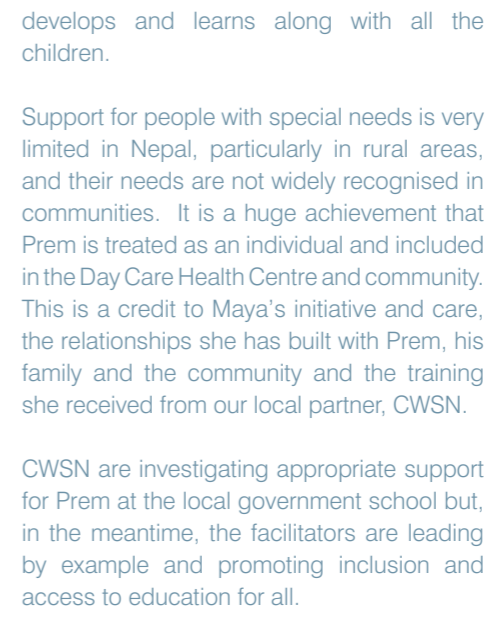 develops and learns along with all the
children.
Support for people with special needs is very
limited in Nepal, particularly in rural areas,
and their needs are not widely recognised in
communities.  It is a huge achievement that
Prem is treated as an individual and included
in the Day Care Health Centre and community.
This is a credit to Maya's initiative and care,
the relationships she has built with Prem, his
family and the community and the training
she received from our local partner, CWSN.
CWSN are investigating appropriate support
for Prem at the local government school but,
in the meantime, the facilitators are leading
by example and promoting inclusion and
access to education for all.